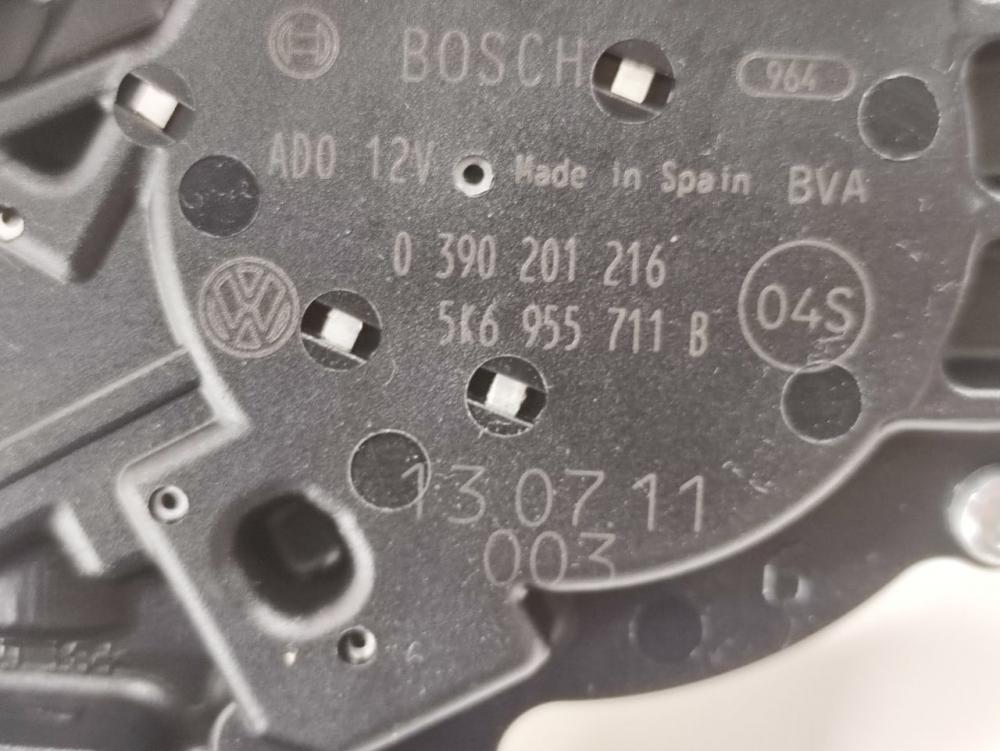 BOSCH
964
ADO 12V
Made in Spain
BVA
0 390 201 216
5K6 955 711 B
04S
13.07.11
003